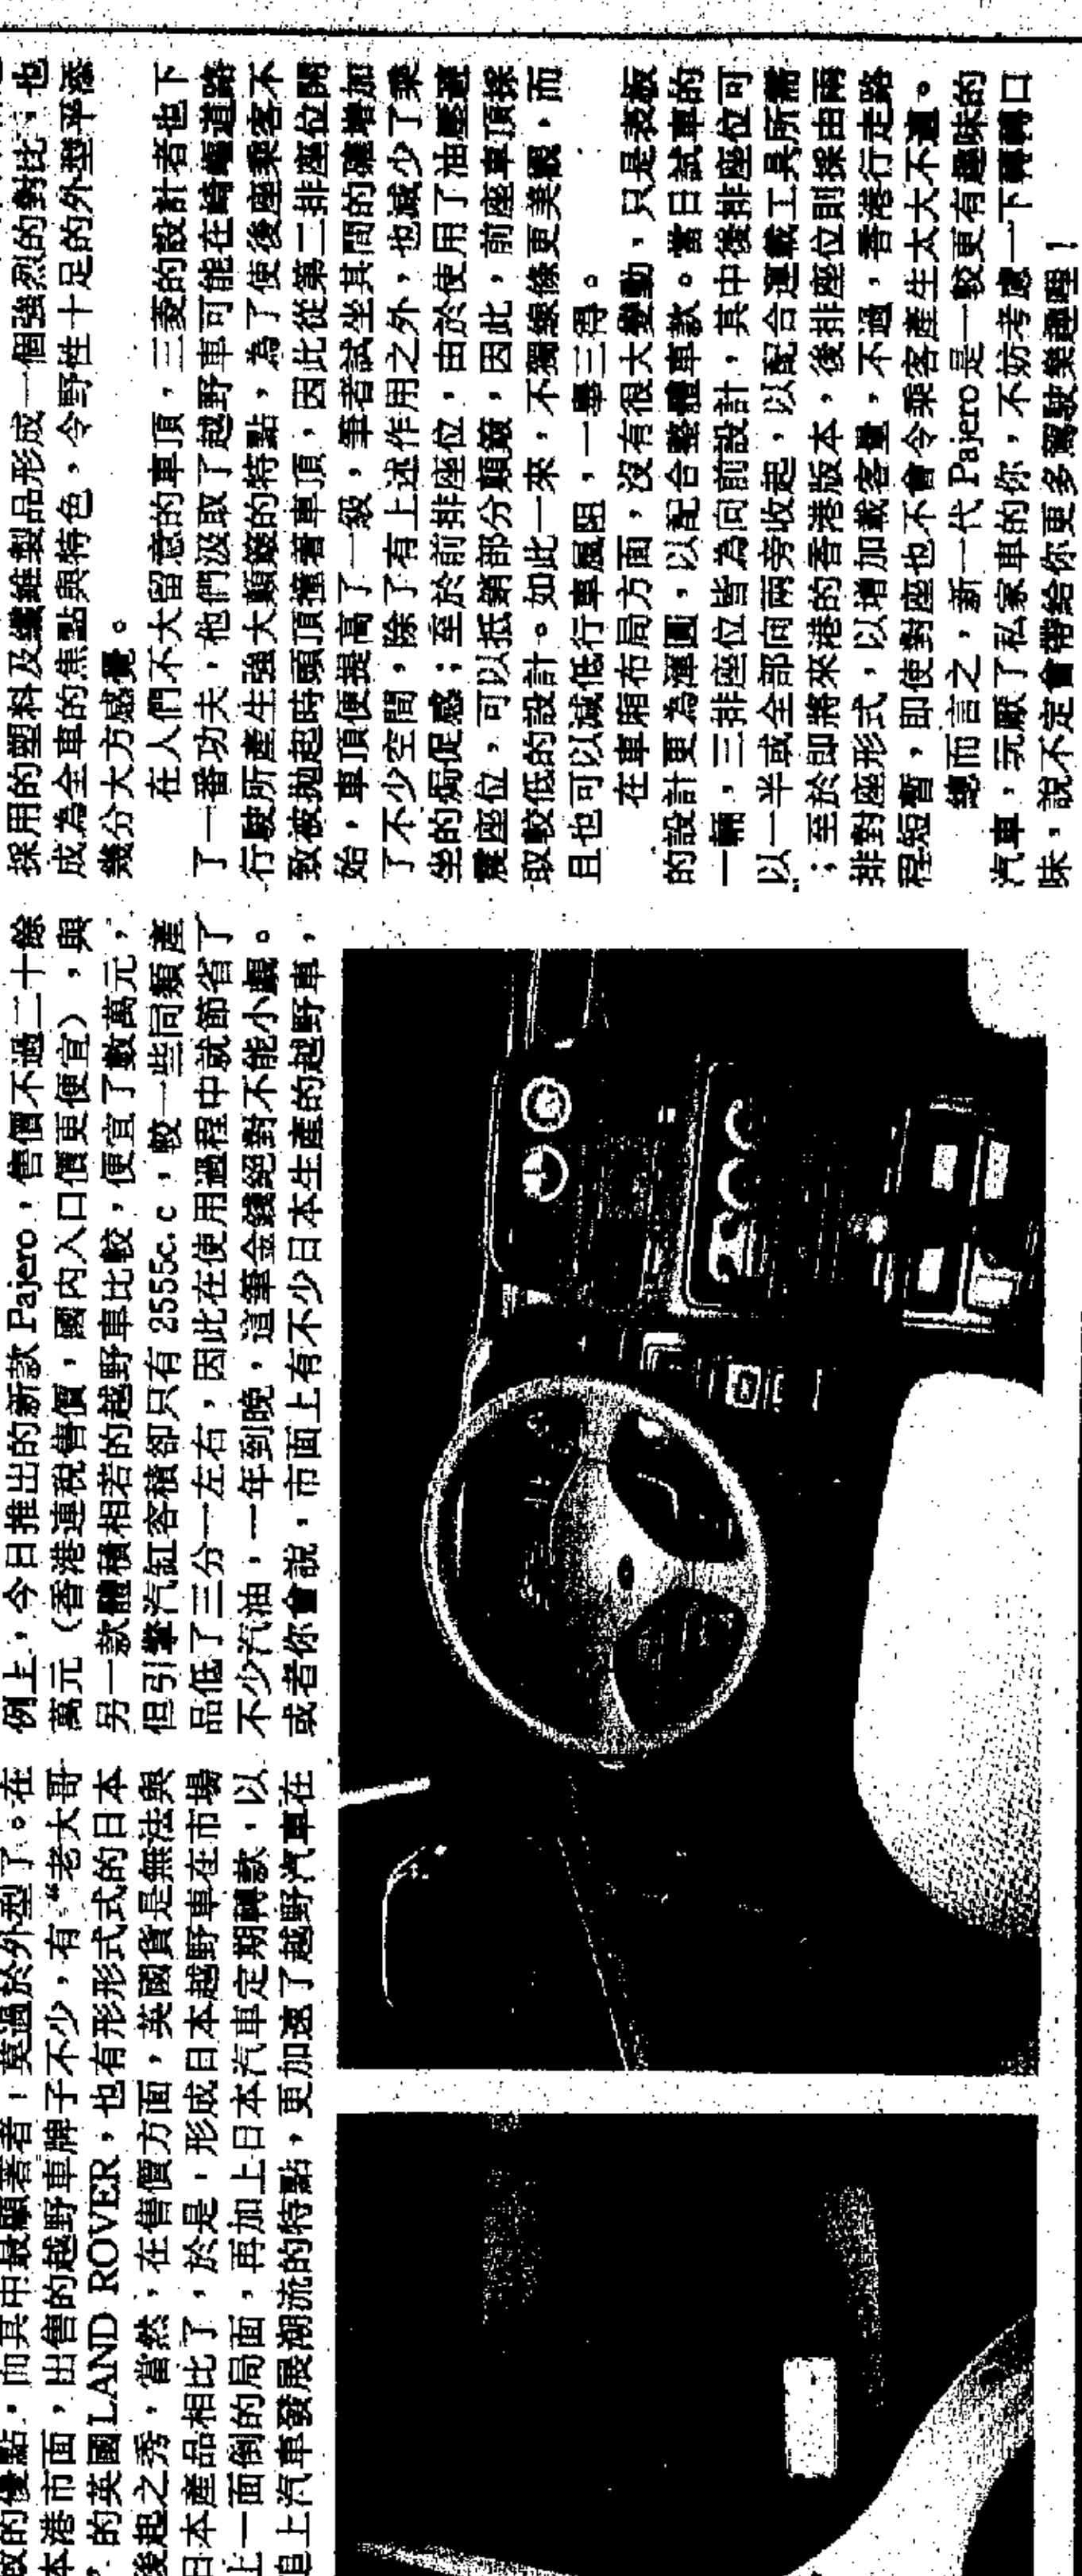 的優點，而其中最顯著者，莫過於外型了。在
本港市面，出售的越野車牌子不少，有“老大哥
”的英國LAND ROVER，也有形形式式的日本
後起之秀，當然，在售價方面，英國貨是無法與
日本產品相比了，於是，形成日本越野車在市場
上一面倒的局面，再加上日本汽車定期轉款，以
追上汽車發展潮流的特點，更加速了越野汽車在
例上，今日推出的新款 Pajero，售價不過二十餘
萬元（香港連稅售價，國內入口價更便宜），與
另一款體積相若的越野車比較，便宜了數萬元，
但引擎汽缸容積卻只有 2555c.c，較一些同類產
品低了三分一左右，因此在使用過程中就節省了
不少汽油，一年到晚，這筆金錢絕對不能小覷。
或者你會說，市面上有不少日本生產的越野車，
採用的塑料及纖維製品形成一個強烈的對比，也
成為全車的焦點與特色，令野性十足的外型平添
幾分大方感覺。
在人們不大留意的車頂，三菱的設計者也下
了一番功夫，他們汲取了越野車可能在崎嶇道路
行駛所產生強大顛簸的特點，為了使後座乘客不
致被拋起時頭頂撞著車頂，因此從第二排座位開
始，車頂便提高了一級，筆者試坐其間的確增加
了不少空間，除了有上述作用之外，也減少了乘
坐的焗促感；至於前排座位，由於使用了油壓避
震座位，可以抵銷部分顛簸，因此，前座車頂採
取較低的設計。如此一來，不獨線條更美觀，而
且也可以減低行車風阻，一舉三得。
在車廂布局方面，沒有很大變動，只是表板
的設計更為渾圓，以配合整體車款。當日試車的
一輛，三排座位皆為向前設計，其中後排座位可
以一半或全部向兩旁收起，以配合運載工具所需
；至於即將來港的香港版本，後排座位則採由兩
排對座形式，以增加載客量，不過，香港行走路
程短暫，即使對座也不會令乘客產生太大不適。
總而言之，新一代 Pajero是一較更有趣味的
汽車，玩厭了私家車的你，不妨考慮一下轉轉口
味，說不定會帶給你更多駕駛樂趣哩！